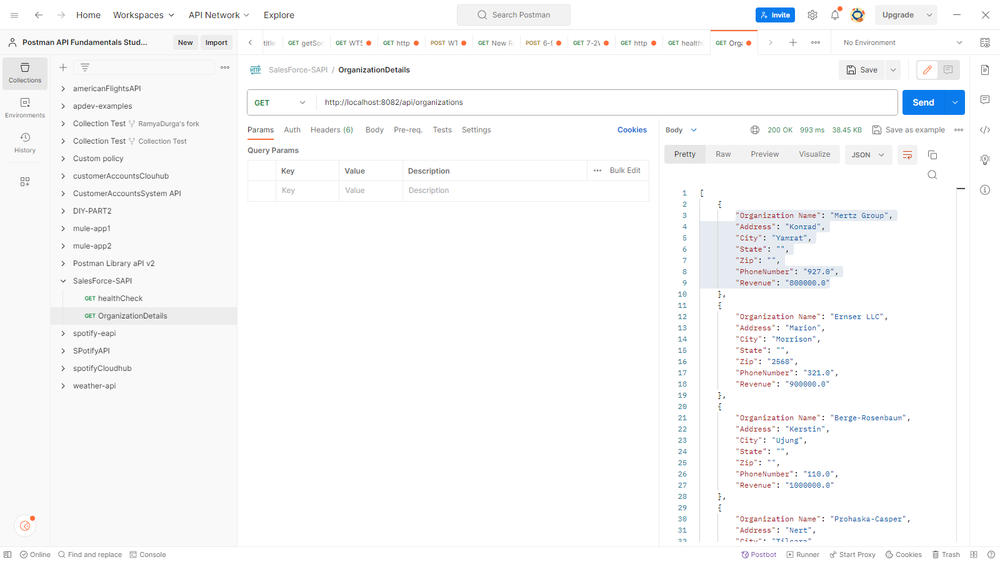 Home Workspaces API Network Explore Search Postman Invite Upgrade
Postman API Fundamentals Stud... New Import
title GET getSon GET WTS GET http POST WT GET New R POST 6-9 GET 7-2\ GET http GET healthC GET Orga No Environment
Collections
Environments
History
americanFlightsAPI
apdev-examples
Collection Test RamyaDurga's fork
Collection Test Collection Test
Custom policy
customerAccountsClouhub
CustomerAccountsSystem API
DIY-PART2
mule-app1
mule-app2
Postman Library aPI v2
SalesForce-SAPI
GET healthCheck
GET OrganizationDetails
spotify-eapi
SPotifyAPI
spotifyCloudhub
weather-api
HTTP SalesForce-SAPI / OrganizationDetails Save
GET http://localhost:8082/api/organizations Send
Params Auth Headers (6) Body Pre-req. Tests Settings Cookies
Query Params
Key Value Description Bulk Edit
Key Value Description
Body 200 OK 993 ms 38.45 KB Save as example
Pretty Raw Preview Visualize JSON
1 [
2 {
3 "Organization Name": "Mertz Group",
4 "Address": "Konrad",
5 "City": "Yamrat",
6 "State": "",
7 "Zip": "",
8 "PhoneNumber": "927.0",
9 "Revenue": "800000.0"
10 },
11 {
12 "Organization Name": "Ernser LLC",
13 "Address": "Marion",
14 "City": "Morrison",
15 "State": "",
16 "Zip": "2568",
17 "PhoneNumber": "321.0",
18 "Revenue": "900000.0"
19 },
20 {
21 "Organization Name": "Berge-Rosenbaum",
22 "Address": "Kerstin",
23 "City": "Ujung",
24 "State": "",
25 "Zip": "",
26 "PhoneNumber": "110.0",
27 "Revenue": "1000000.0"
28 },
29 {
30 "Organization Name": "Prohaska-Casper",
31 "Address": "Nert",
32 "City": "Tilcara"
Online Find and replace Console Postbot Runner Start Proxy Cookies Trash